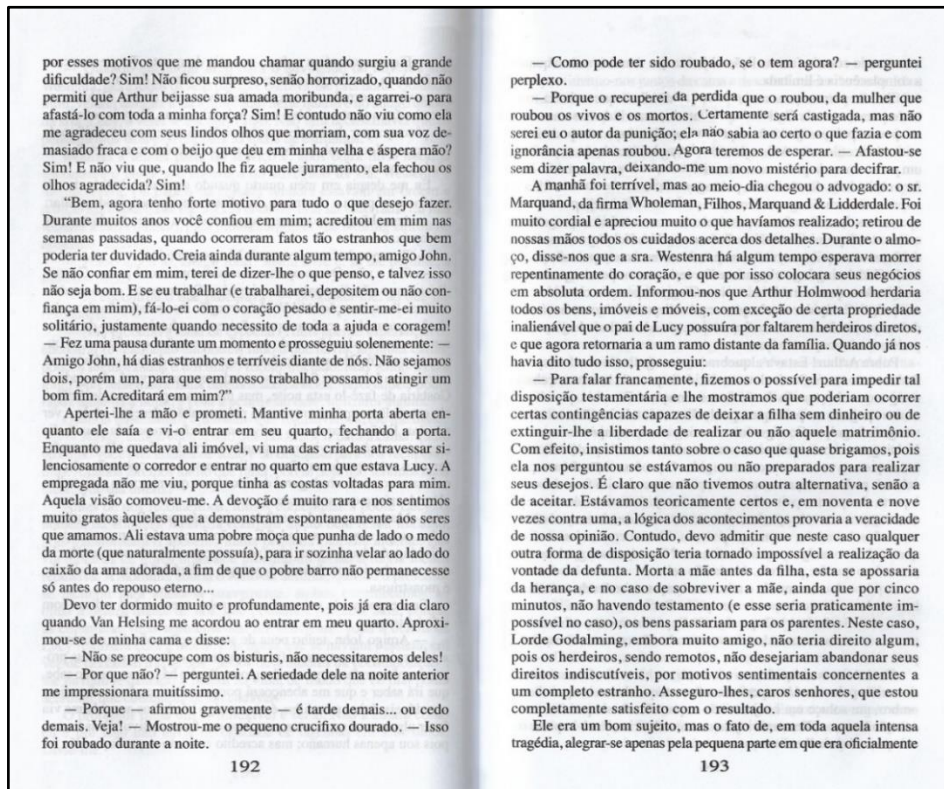 por esses motivos que me mandou chamar quando surgiu a grande
dificuldade? Sim! Não ficou surpreso, senão horrorizado, quando não
permiti que Arthur beijasse sua amada moribunda, e agarrei-o para
afastá-lo com toda a minha força? Sim! E contudo não viu como ela
me agradeceu com seus lindos olhos que morriam, com sua voz de-
masiado fraca e com o beijo que deu em minha velha e áspera mão?
Sim! E não viu que, quando lhe fiz aquele juramento, ela fechou os
olhos agradecida? Sim!
“Bem, agora tenho forte motivo para tudo o que desejo fazer.
Durante muitos anos você confiou em mim; acreditou em mim nas
semanas passadas, quando ocorreram fatos tão estranhos que bem
poderia ter duvidado. Creia ainda durante algum tempo, amigo John.
Se não confiar em mim, terei de dizer-lhe o que penso, e talvez isso
não seja bom. E se eu trabalhar (e trabalharei, depositem ou não con-
fiança em mim), fá-lo-ei com o coração pesado e sentir-me-ei muito
solitário, justamente quando necessito de toda a ajuda e coragem!
— Fez uma pausa durante um momento e prosseguiu solenemente: —
Amigo John, há dias estranhos e terríveis diante de nós. Não sejamos
dois, porém um, para que em nosso trabalho possamos atingir um
bom fim. Acreditará em mim?”
Apertei-lhe a mão e prometi. Mantive minha porta aberta en-
quanto ele saía e vi-o entrar em seu quarto, fechando a porta.
Enquanto me quedava ali imóvel, vi uma das criadas atravessar si-
lenciosamente o corredor e entrar no quarto em que estava Lucy. A
empregada não me viu, porque tinha as costas voltadas para mim.
Aquela visão comoveu-me. A devoção é muito rara e nos sentimos
muito gratos àqueles que a demonstram espontaneamente aos seres
que amamos. Ali estava uma pobre moça que punha de lado o medo
da morte (que naturalmente possuía), para ir sozinha velar ao lado do
caixão da ama adorada, a fim de que o pobre barro não permanecesse
só antes do repouso eterno...
Devo ter dormido muito e profundamente, pois já era dia claro
quando Van Helsing me acordou ao entrar em meu quarto. Aproxi-
mou-se de minha cama e disse:
— Não se preocupe com os bisturis, não necessitaremos deles!
— Por que não? — perguntei. A seriedade dele na noite anterior
me impressionara muitíssimo.
— Porque — afirmou gravemente — é tarde demais... ou cedo
demais. Veja! — Mostrou-me o pequeno crucifixo dourado. — Isso
foi roubado durante a noite.
192
— Como pode ter sido roubado, se o tem agora? — perguntei
perplexo.
— Porque o recuperei da perdida que o roubou, da mulher que
roubou os vivos e os mortos. Certamente será castigada, mas não
serei eu o autor da punição; ela não sabia ao certo o que fazia e com
ignorância apenas roubou. Agora teremos de esperar. — Afastou-se
sem dizer palavra, deixando-me um novo mistério para decifrar.
A manhã foi terrível, mas ao meio-dia chegou o advogado: o sr.
Marquand, da firma Wholeman, Filhos, Marquand & Lidderdale. Foi
muito cordial e apreciou muito o que havíamos realizado; retirou de
nossas mãos todos os cuidados acerca dos detalhes. Durante o almo-
ço, disse-nos que a sra. Westenra há algum tempo esperava morrer
repentinamente do coração, e que por isso colocara seus negócios
em absoluta ordem. Informou-nos que Arthur Holmwood herdaria
todos os bens, imóveis e móveis, com exceção de certa propriedade
inalienável que o pai de Lucy possuíra por faltarem herdeiros diretos,
e que agora retornaria a um ramo distante da família. Quando já nos
havia dito tudo isso, prosseguiu:
— Para falar francamente, fizemos o possível para impedir tal
disposição testamentária e lhe mostramos que poderiam ocorrer
certas contingências capazes de deixar a filha sem dinheiro ou de
extinguir-lhe a liberdade de realizar ou não aquele matrimônio.
Com efeito, insistimos tanto sobre o caso que quase brigamos, pois
ela nos perguntou se estávamos ou não preparados para realizar
seus desejos. É claro que não tivemos outra alternativa, senão a
de aceitar. Estávamos teoricamente certos e, em noventa e nove
vezes contra uma, a lógica dos acontecimentos provaria a veracidade
de nossa opinião. Contudo, devo admitir que neste caso qualquer
outra forma de disposição teria tornado impossível a realização da
vontade da defunta. Morta a mãe antes da filha, esta se apossaria
da herança, e no caso de sobreviver a mãe, ainda que por cinco
minutos, não havendo testamento (e esse seria praticamente im-
possível no caso), os bens passariam para os parentes. Neste caso,
Lorde Godalming, embora muito amigo, não teria direito algum,
pois os herdeiros, sendo remotos, não desejariam abandonar seus
direitos indiscutíveis, por motivos sentimentais concernentes a
um completo estranho. Asseguro-lhes, caros senhores, que estou
completamente satisfeito com o resultado.
Ele era um bom sujeito, mas o fato de, em toda aquela intensa
tragédia, alegrar-se apenas pela pequena parte em que era oficialmente
193